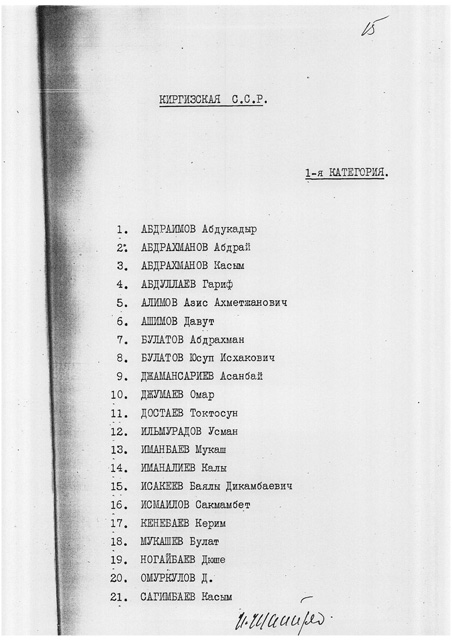 15
КИРГИЗСКАЯ С.С.Р.
1-я КАТЕГОРИЯ.
1. АБДРАИМОВ Абдукадыр
2. АБДРАХМАНОВ Абдрай
3. АБДРАХМАНОВ Касым
4. АБДУЛЛАЕВ Гариф
5. АЛИМОВ Азис Ахметжанович
6. АШИМОВ Давут
7. БУЛАТОВ Абдрахман
8. БУЛАТОВ Юсуп Исхакович
9. ДЖАМАНСАРИЕВ Асанбай
10. ДЖУМАЕВ Омар
11. ДОСТАЕВ Токтосун
12. ИЛЬМУРАДОВ Усман
13. ИМАНБАЕВ Мукаш
14. ИМАНАЛИЕВ Калы
15. ИСАКЕЕВ Баялы Дикамбаевич
16. ИСМАИЛОВ Сакмамбет
17. КЕНЕБАЕВ Керим
18. МУКАШЕВ Булат
19. НОГАЙБАЕВ Дюше
20. ОМУРКУЛОВ Д.
21. САГИМБАЕВ Касым